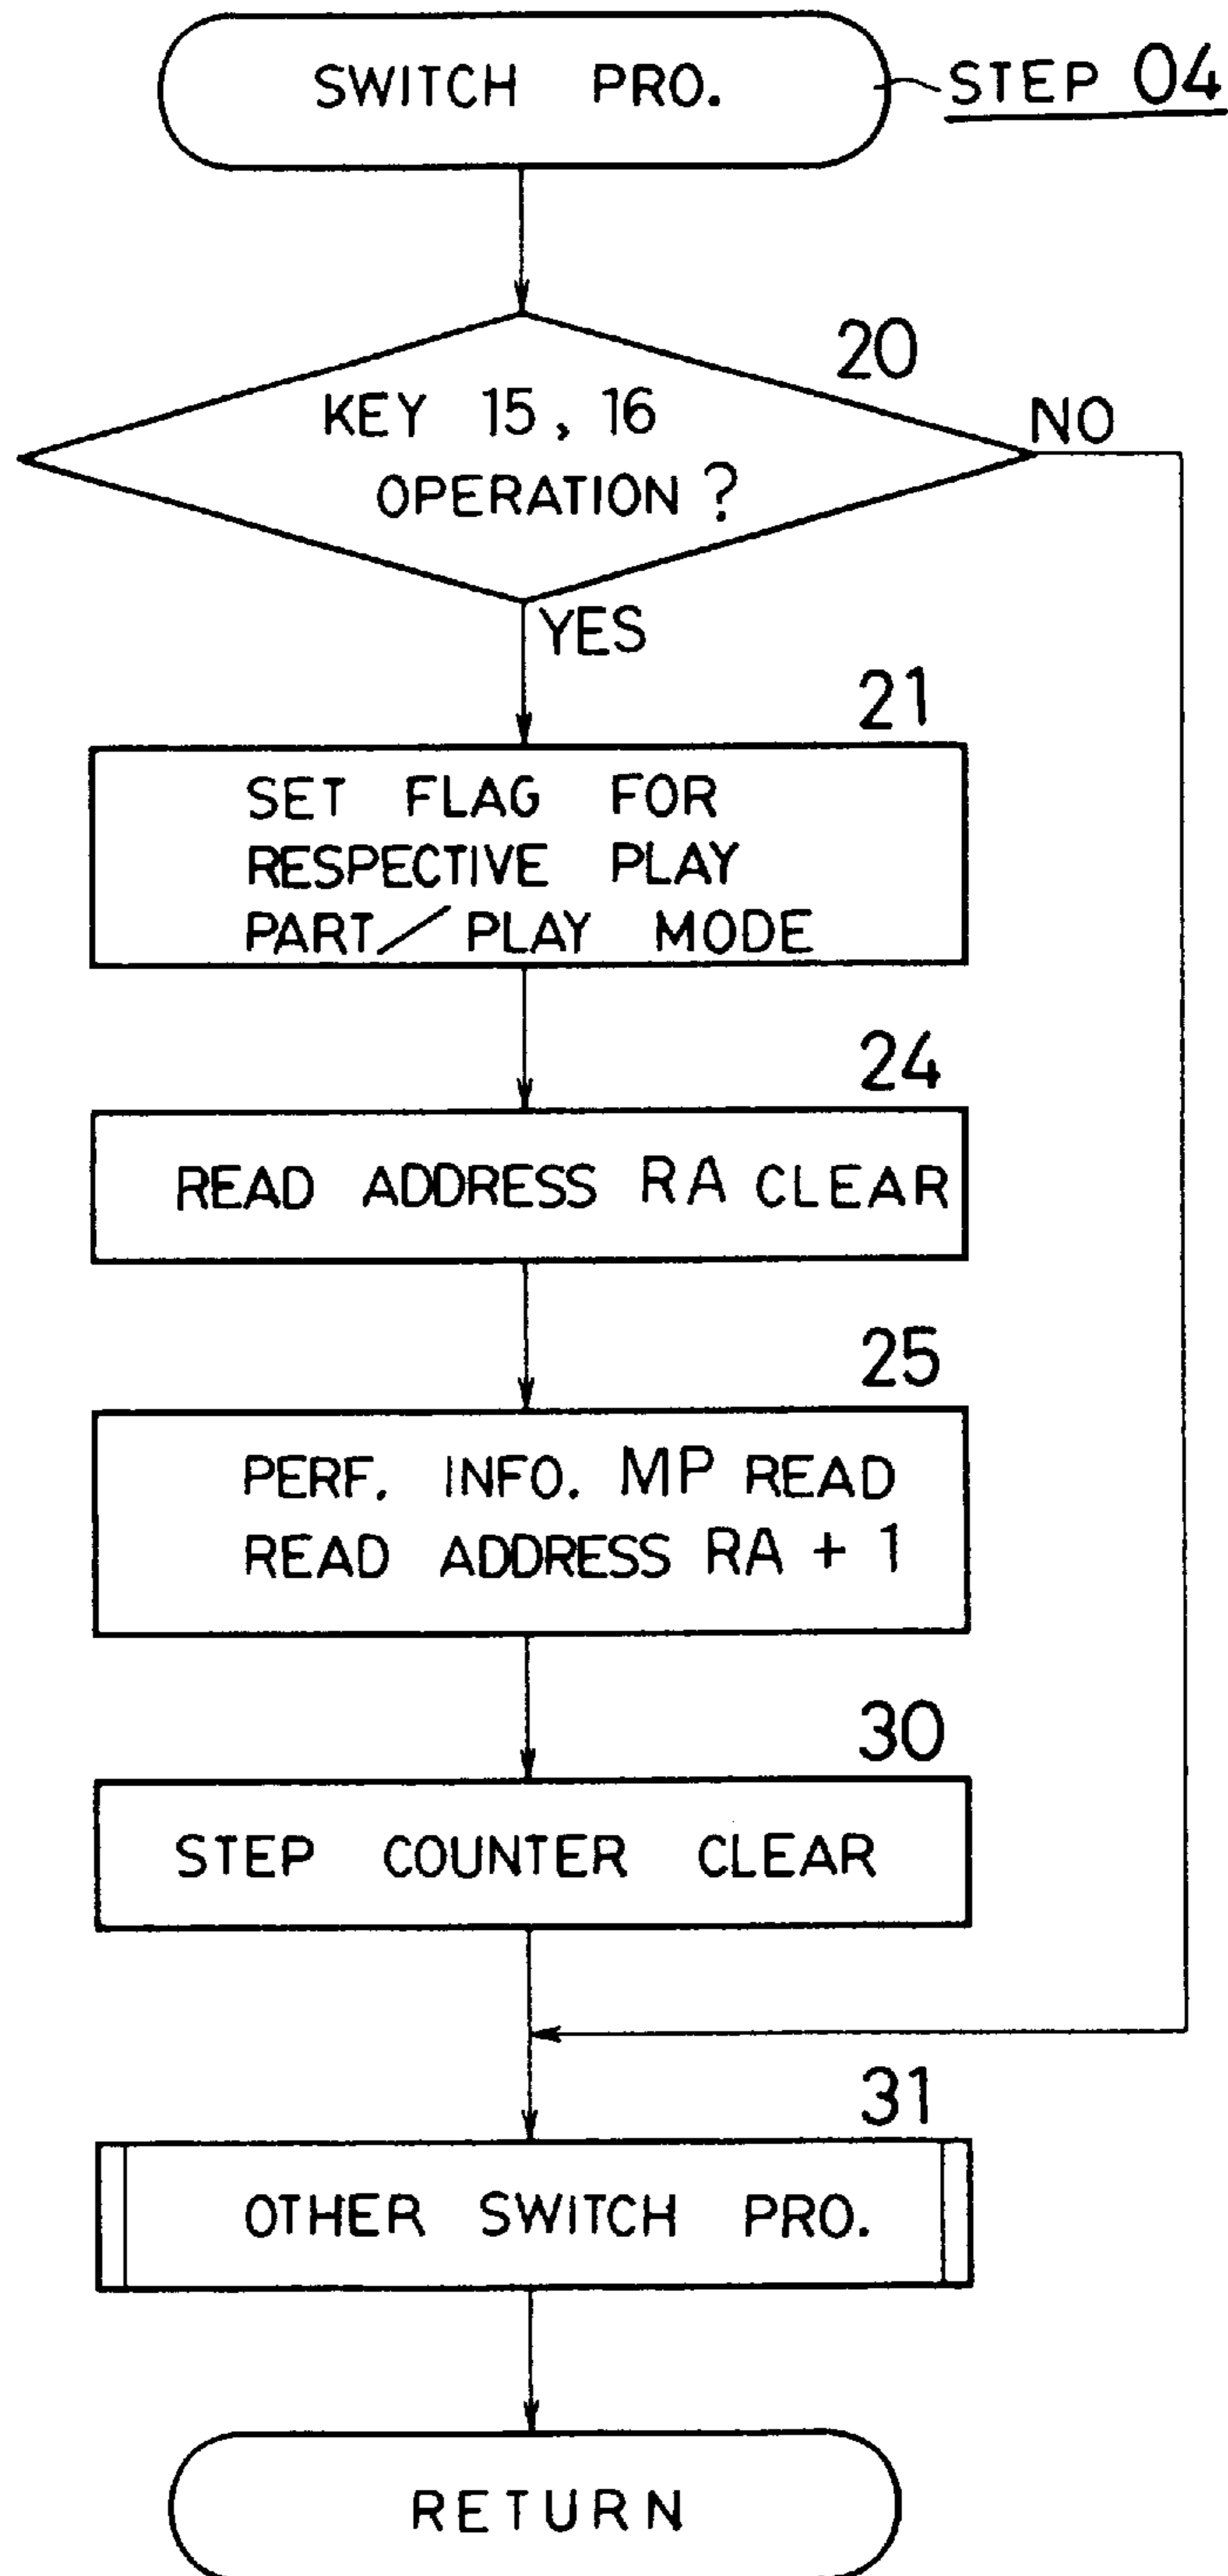 SWITCH PRO.
STEP 04
20
KEY 15, 16
OPERATION?
NO
YES
21
SET FLAG FOR
RESPECTIVE PLAY
PART/PLAY MODE
24
READ ADDRESS RA CLEAR
25
PERF. INFO. MP READ
READ ADDRESS RA + 1
30
STEP COUNTER CLEAR
31
OTHER SWITCH PRO.
RETURN